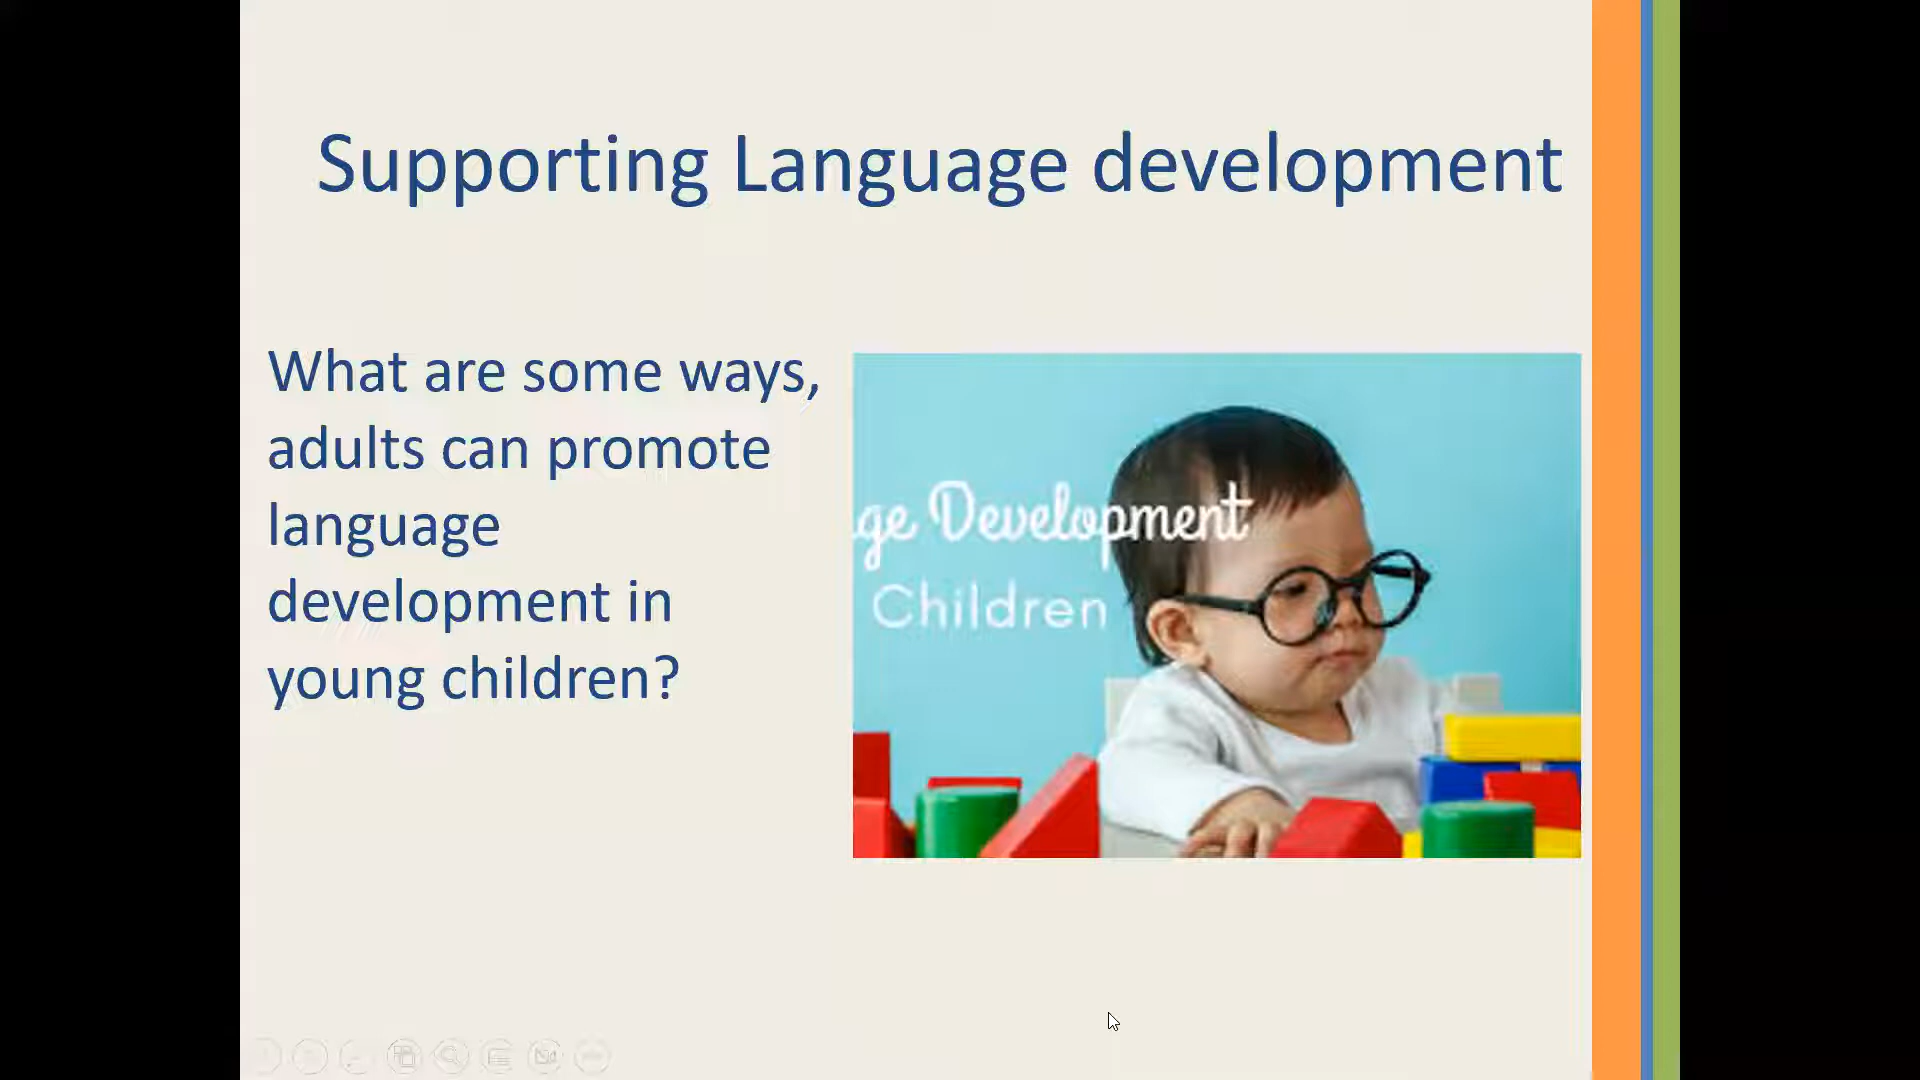 Supporting Language development
What are some ways,
adults can promote
language
development in
young children?
ge Development
Children